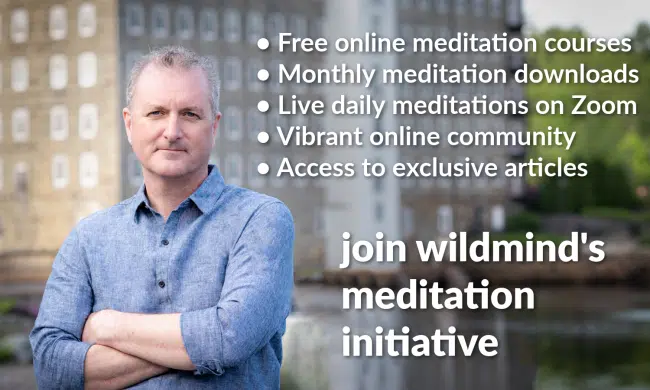 • Free online meditation courses
• Monthly meditation downloads
• Live daily meditations on Zoom
• Vibrant online community
• Access to exclusive articles
join wildmind's
meditation
initiative